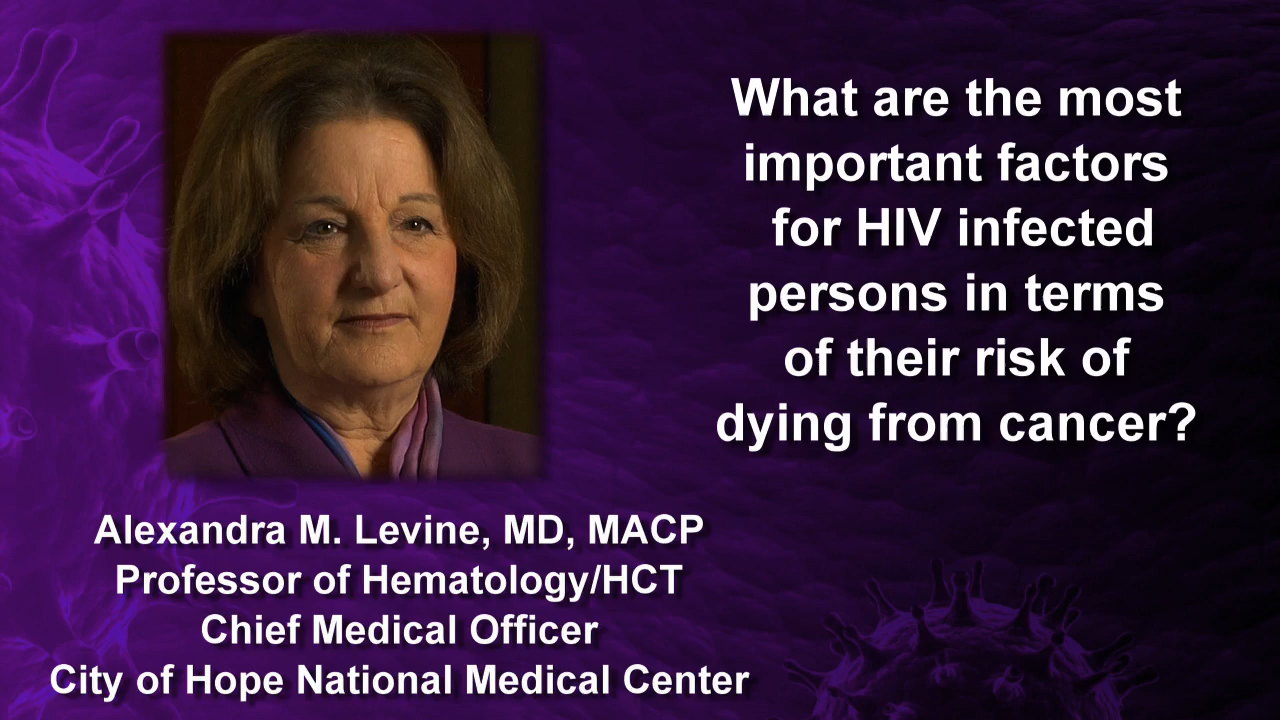 What are the most
important factors
for HIV infected
persons in terms
of their risk of
dying from cancer?
Alexandra M. Levine, MD, MACP
Professor of Hematology/HCT
Chief Medical Officer
City of Hope National Medical Center